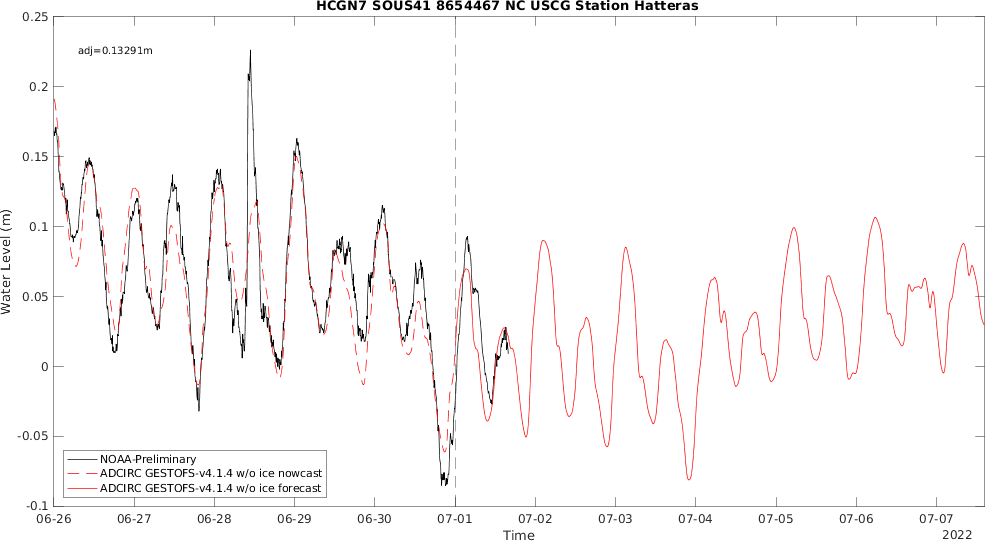 HCGN7 SOUS41 8654467 NC USCG Station Hatteras
adj=0.13291m
0.25
0.2
0.15
0.1
0.05
0
-0.05
-0.1
Water Level (m)
NOAA-Preliminary
ADCIRC GESTOFS-v4.1.4 w/o ice nowcast
ADCIRC GESTOFS-v4.1.4 w/o ice forecast
06-26 06-27 06-28 06-29 06-30 07-01 07-02 07-03 07-04 07-05 07-06 07-07
Time
2022